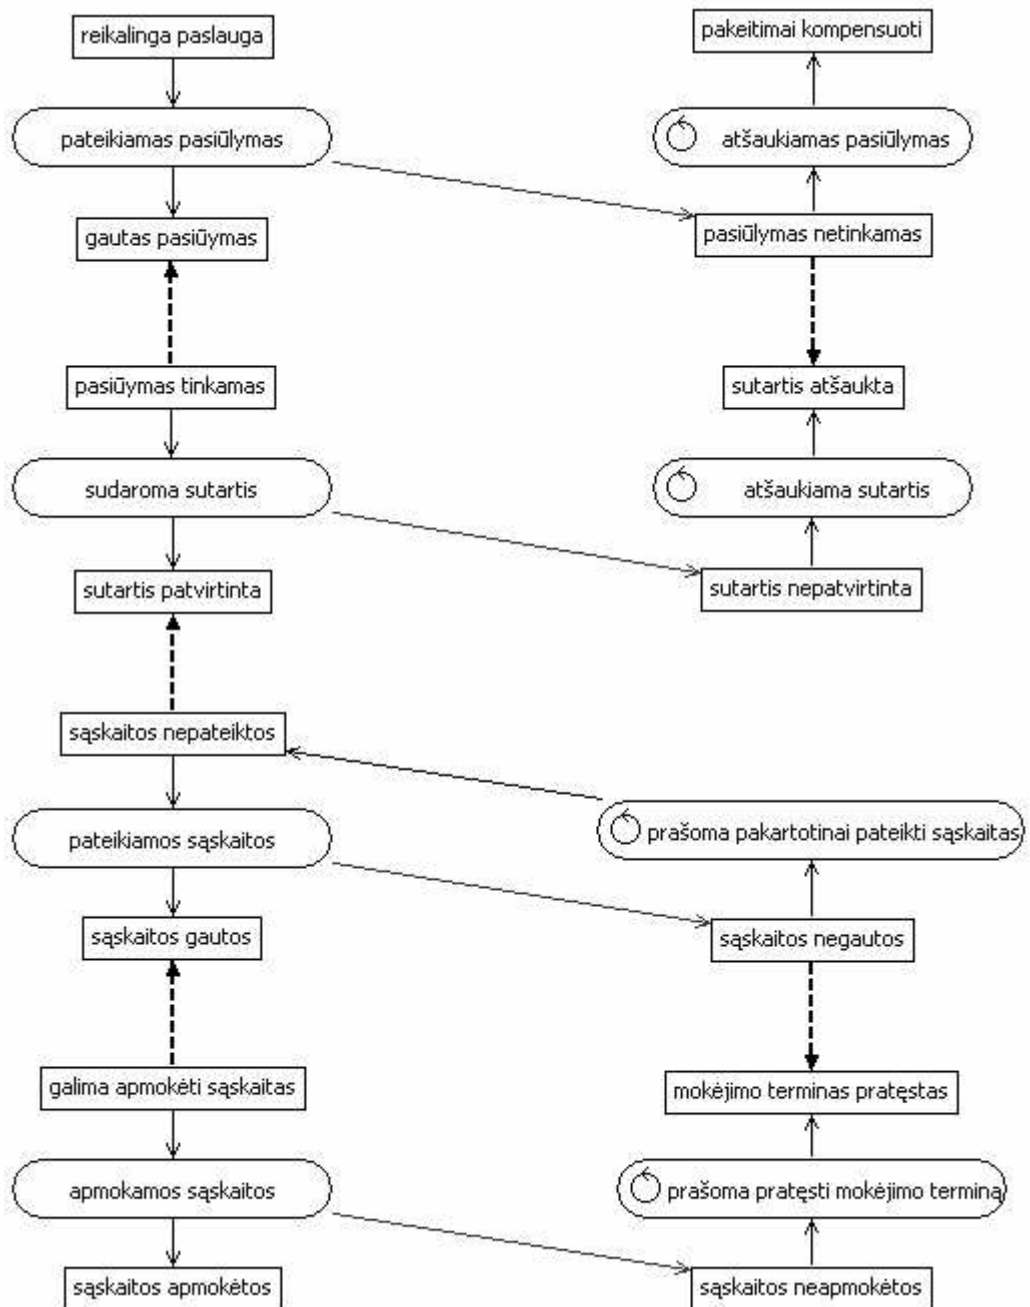 reikalinga paslauga
pakeitimai kompensuoti
pateikiamas pasiūlymas
atšaukiamas pasiūlymas
gautas pasiūymas
pasiūlymas netinkamas
pasiūymas tinkamas
sutartis atšaukta
sudaroma sutartis
atšaukiama sutartis
sutartis patvirtinta
sutartis nepatvirtinta
sąskaitos nepateiktos
pateikiamos sąskaitos
prašoma pakartotinai pateikti sąskaitas
sąskaitos gautos
sąskaitos negautos
galima apmokėti sąskaitas
mokėjimo terminas pratęstas
apmokamos sąskaitos
prašoma pratęsti mokėjimo terminą
sąskaitos apmokėtos
sąskaitos neapmokėtos